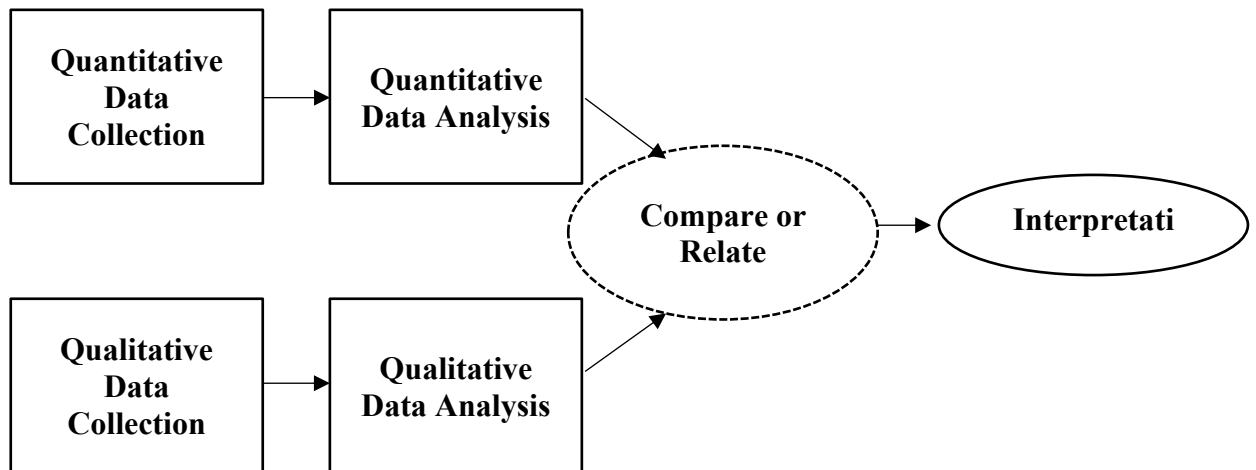 Quantitative
Data
Collection
Quantitative
Data Analysis
Compare or
Relate
Interpretati
Qualitative
Data
Collection
Qualitative
Data Analysis